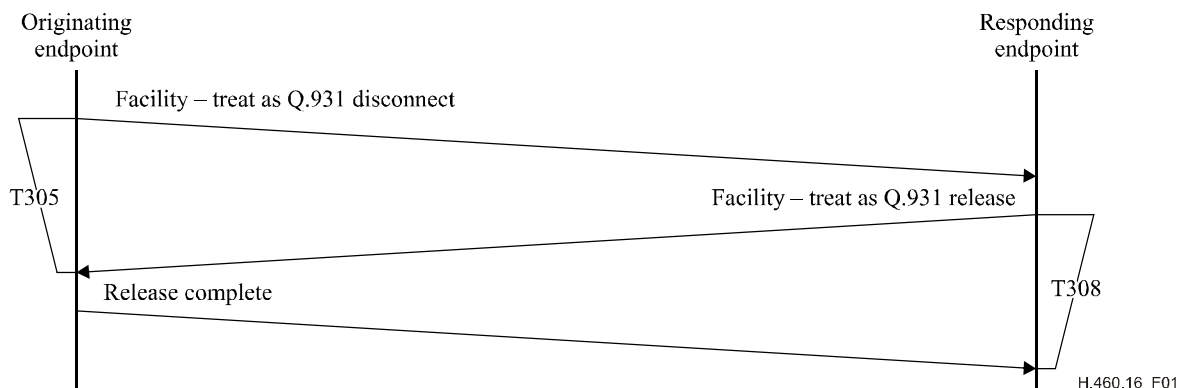 Originating
endpoint
Responding
endpoint
Facility – treat as Q.931 disconnect
T305
Facility – treat as Q.931 release
Release complete
T308
H.460.16_F01